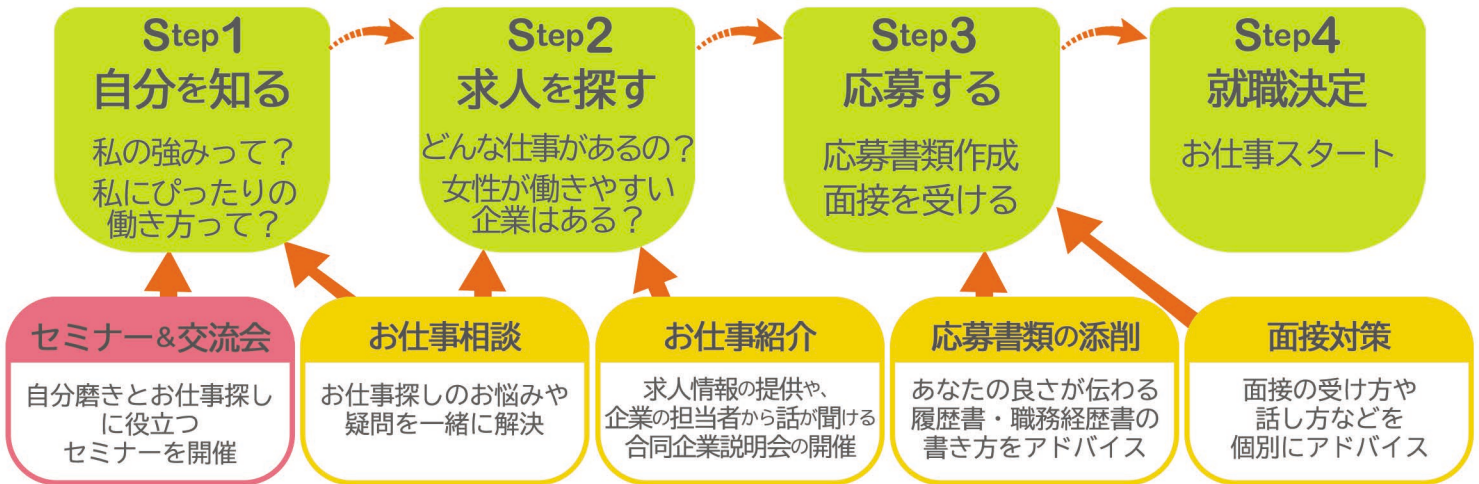 Step1
自分を知る
私の強みって？
私にぴったりの
働き方って？
Step2
求人を探す
どんな仕事があるの？
女性が働きやすい
企業はある？
Step3
応募する
応募書類作成
面接を受ける
Step4
就職決定
お仕事スタート
セミナー&交流会
自分磨きとお仕事探し
に役立つ
セミナーを開催
お仕事相談
お仕事探しのお悩みや
疑問を一緒に解決
お仕事紹介
求人情報の提供や、
企業の担当者から話が聞ける
合同企業説明会の開催
応募書類の添削
あなたの良さが伝わる
履歴書・職務経歴書の
書き方をアドバイス
面接対策
面接の受け方や
話し方などを
個別にアドバイス